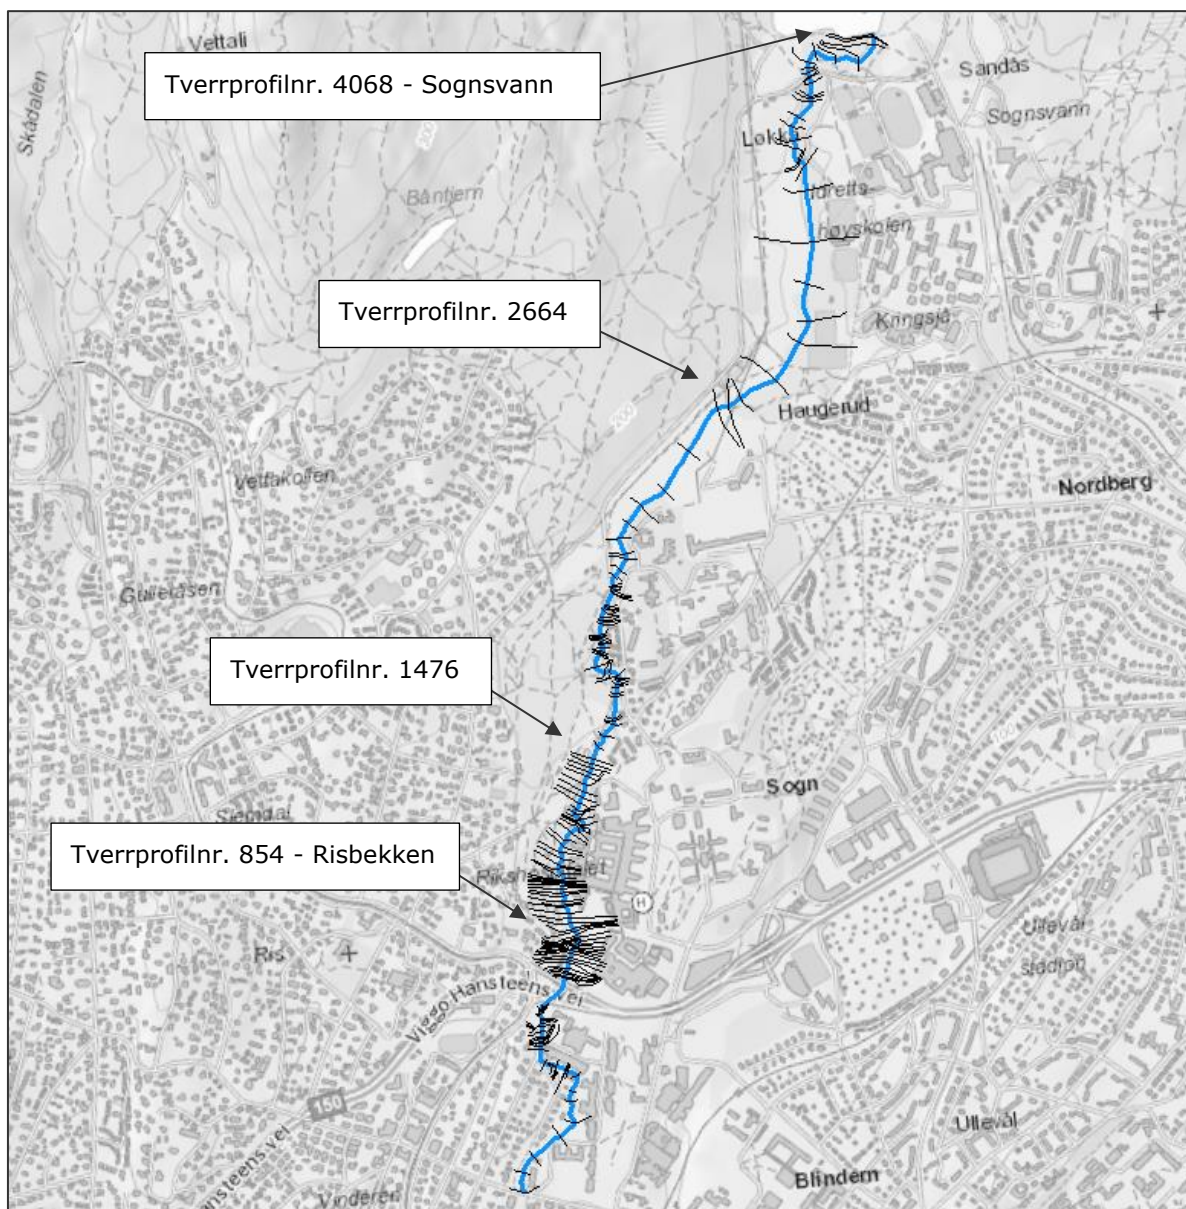 Vettali
Tverrprofilnr. 4068 - Sognsvann
Sandås
Skådalen
Sognsvann
Båntjern
Idretts-
høyskolen
Tverrprofilnr. 2664
Kringsjå
200
Haugerud
Vettakollen
Nordberg
Gulleråsen
Tverrprofilnr. 1476
Sogn
Tverrprofilnr. 854 - Risbekken
H
Ullevål
stadion
Ris
Viggo Hansteens vei
150
Ullevål
Blindern
Vinderen